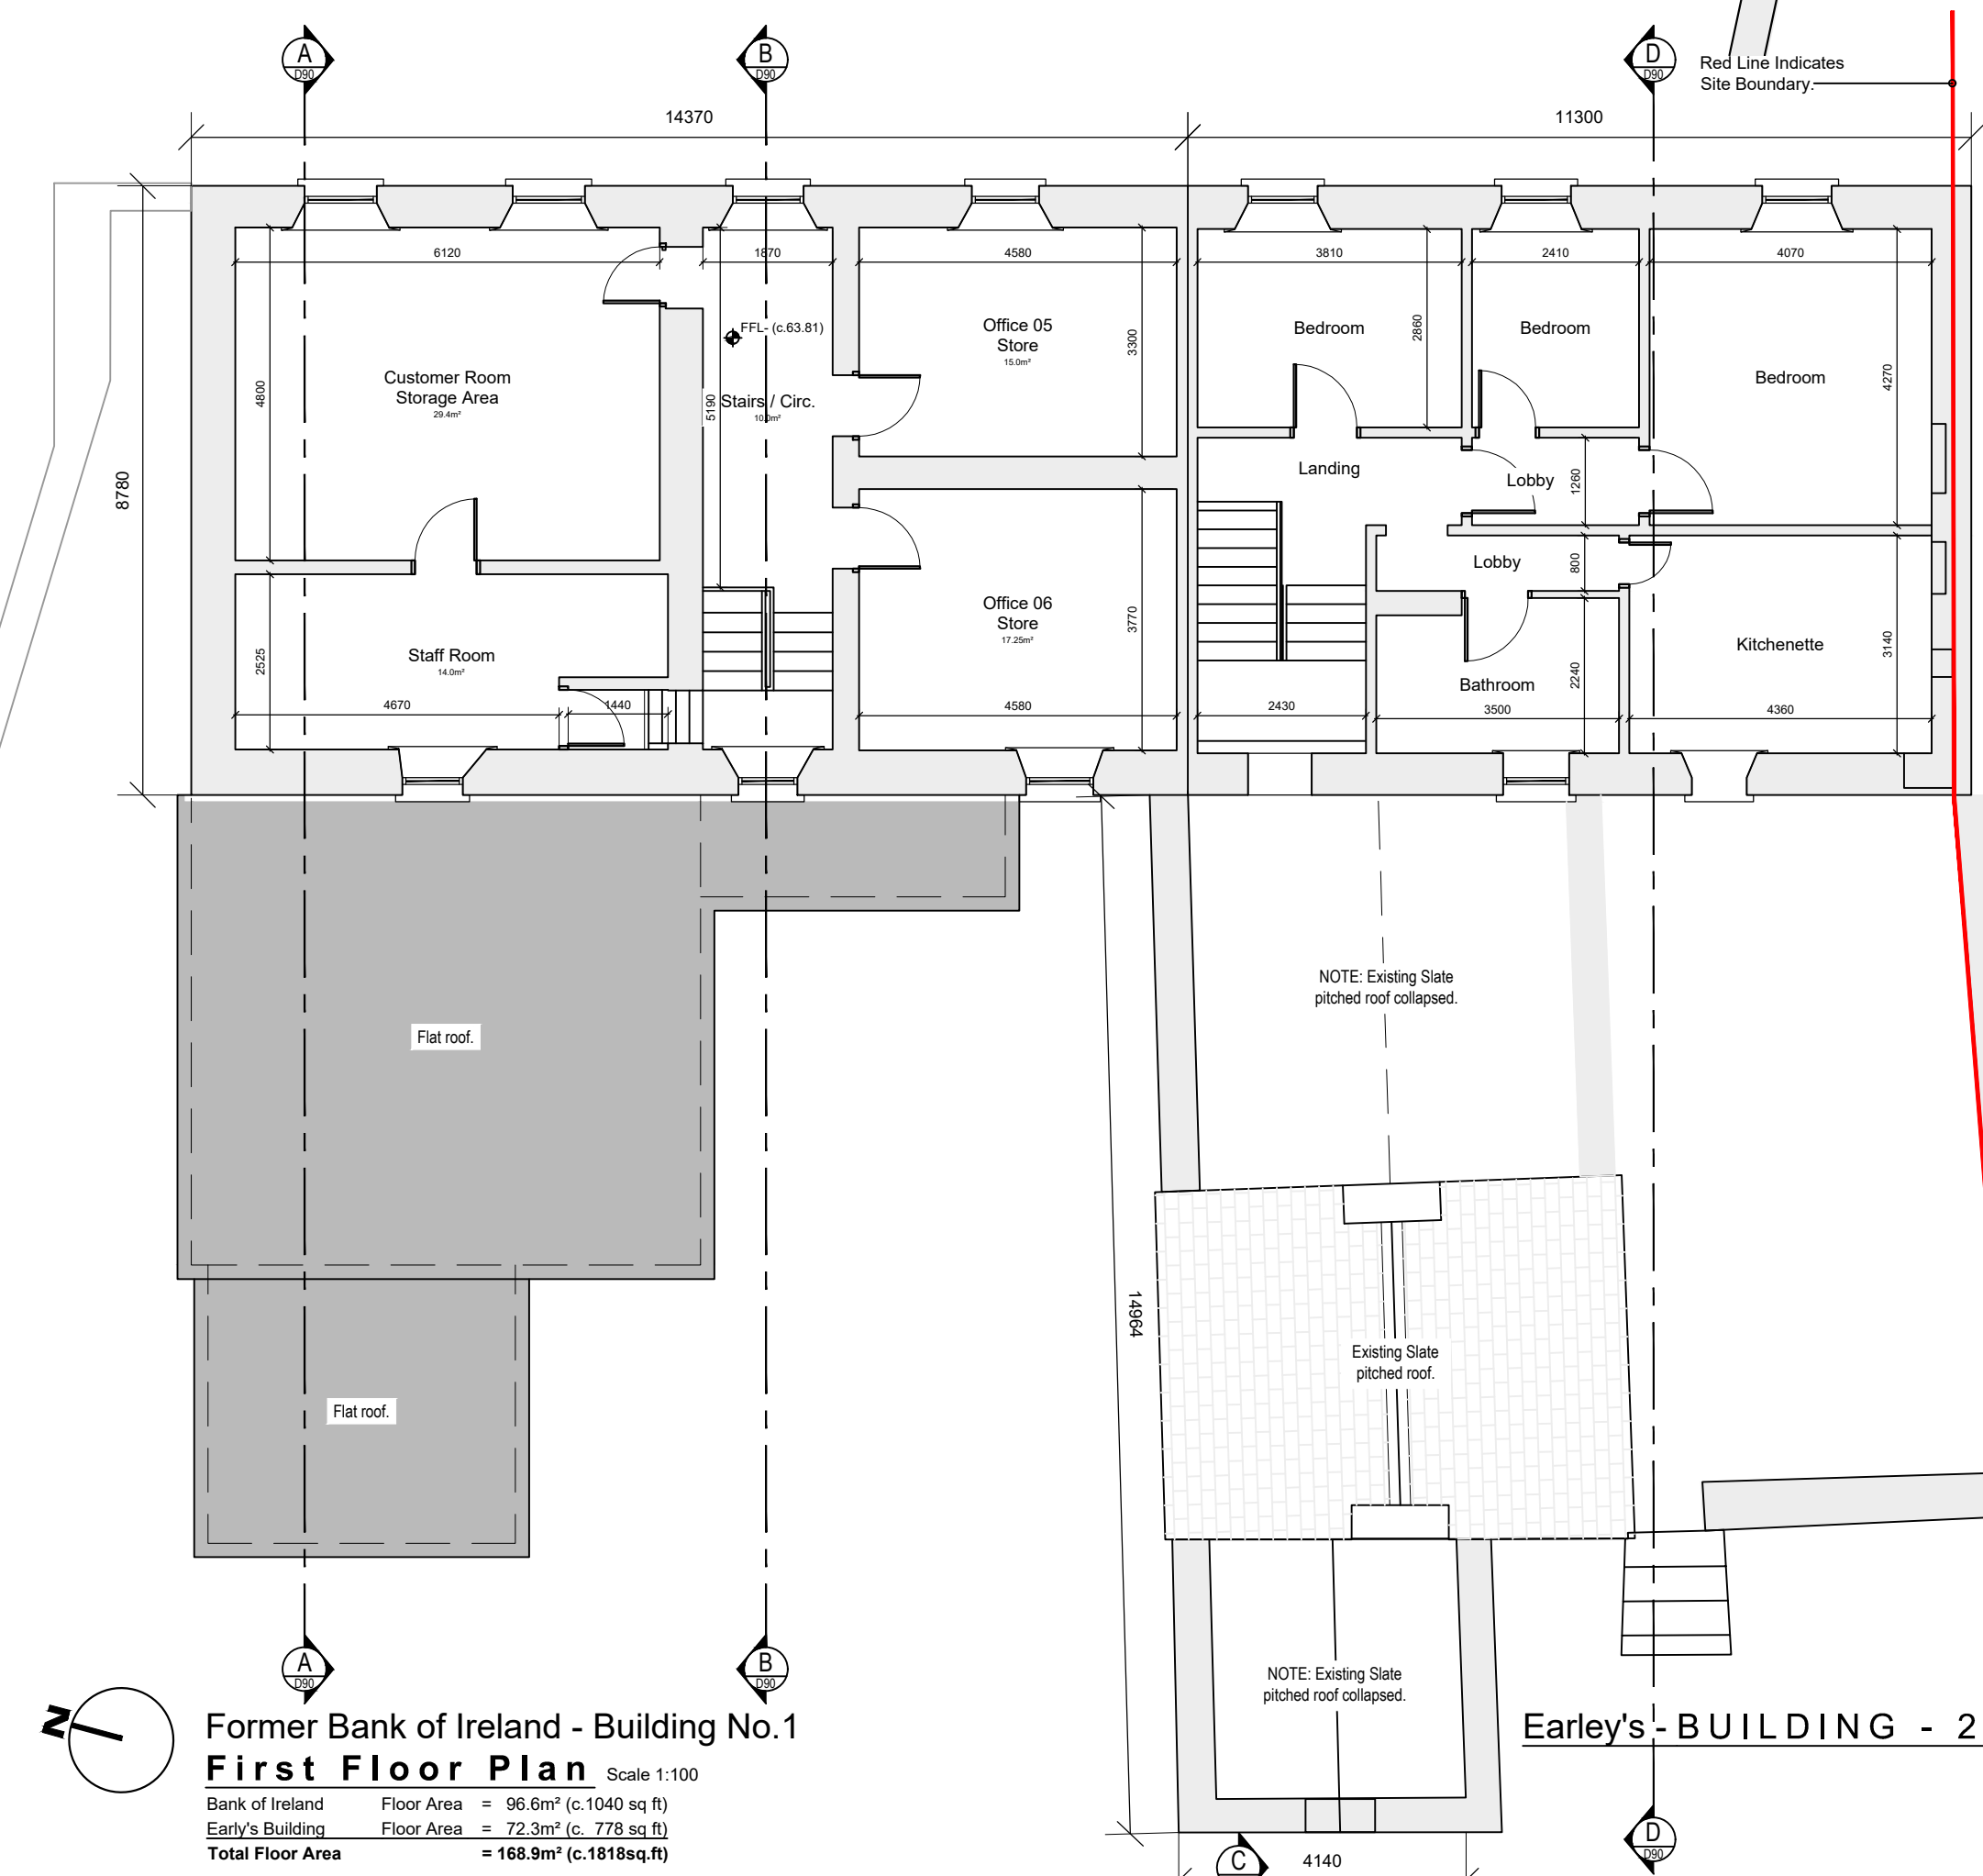 A
D90
B
D90
D
D90
Red Line Indicates
Site Boundary.
14370
11300
8780
6120
1870
4580
3810
2410
4070
FFL- (c.63.81)
Office 05
Store
15.0m²
3300
Bedroom
2860
Bedroom
Bedroom
4270
Customer Room
Storage Area
29.4m²
4800
5190
Stairs / Circ.
10.0m²
Landing
Lobby
1260
Lobby
800
Office 06
Store
17.25m²
3770
Staff Room
14.0m²
2525
Kitchenette
3140
Bathroom
2240
4670
1440
4580
2430
3500
4360
NOTE: Existing Slate
pitched roof collapsed.
Flat roof.
14964
Existing Slate
pitched roof.
Flat roof.
A
D90
B
D90
NOTE: Existing Slate
pitched roof collapsed.
N
Former Bank of Ireland - Building No.1
First Floor Plan Scale 1:100
Bank of Ireland Floor Area = 96.6m² (c.1040 sq ft)
Early's Building Floor Area = 72.3m² (c. 778 sq ft)
Total Floor Area = 168.9m² (c.1818sq.ft)
Earley's - BUILDING - 2
D
D90
C
4140